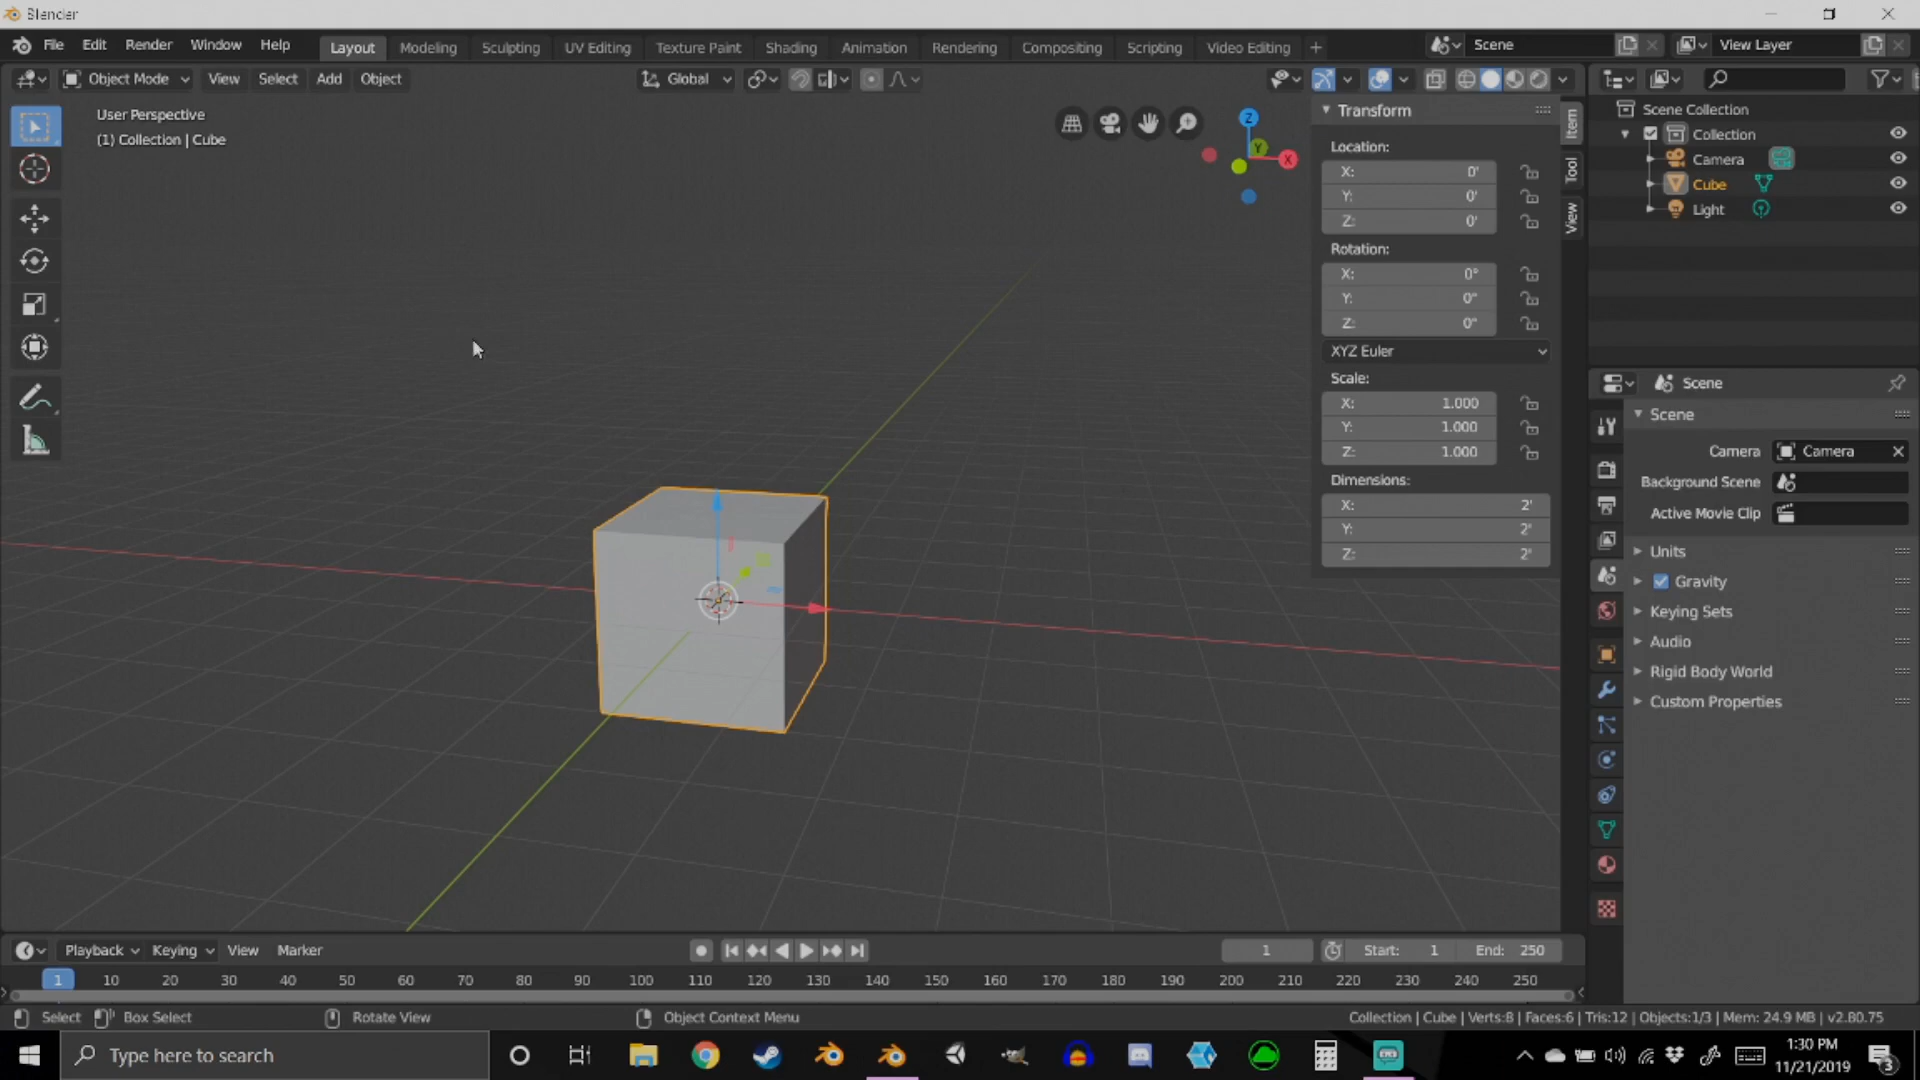 Blender
File Edit Render Window Help Layout Modeling Sculpting UV Editing Texture Paint Shading Animation Rendering Compositing Scripting Video Editing + Scene View Layer
Object Mode View Select Add Object Global
User Perspective
(1) Collection | Cube
Z
Y
X
Transform
Location:
X: 0'
Y: 0'
Z: 0'
Rotation:
X: 0°
Y: 0°
Z: 0°
XYZ Euler
Scale:
X: 1.000
Y: 1.000
Z: 1.000
Dimensions:
X: 2'
Y: 2'
Z: 2'
Item
Tool
View
Scene Collection
Collection
Camera
Cube
Light
Scene
Scene
Camera Camera
Background Scene
Active Movie Clip
Units
Gravity
Keying Sets
Audio
Rigid Body World
Custom Properties
Playback Keying View Marker 1 Start: 1 End: 250
1 10 20 30 40 50 60 70 80 90 100 110 120 130 140 150 160 170 180 190 200 210 220 230 240 250
Select Box Select Rotate View Object Context Menu Collection | Cube | Verts:8 | Faces:6 | Tris:12 | Objects:1/3 | Mem: 24.9 MB | v2.80.75
Type here to search
1:30 PM
11/21/2019
3